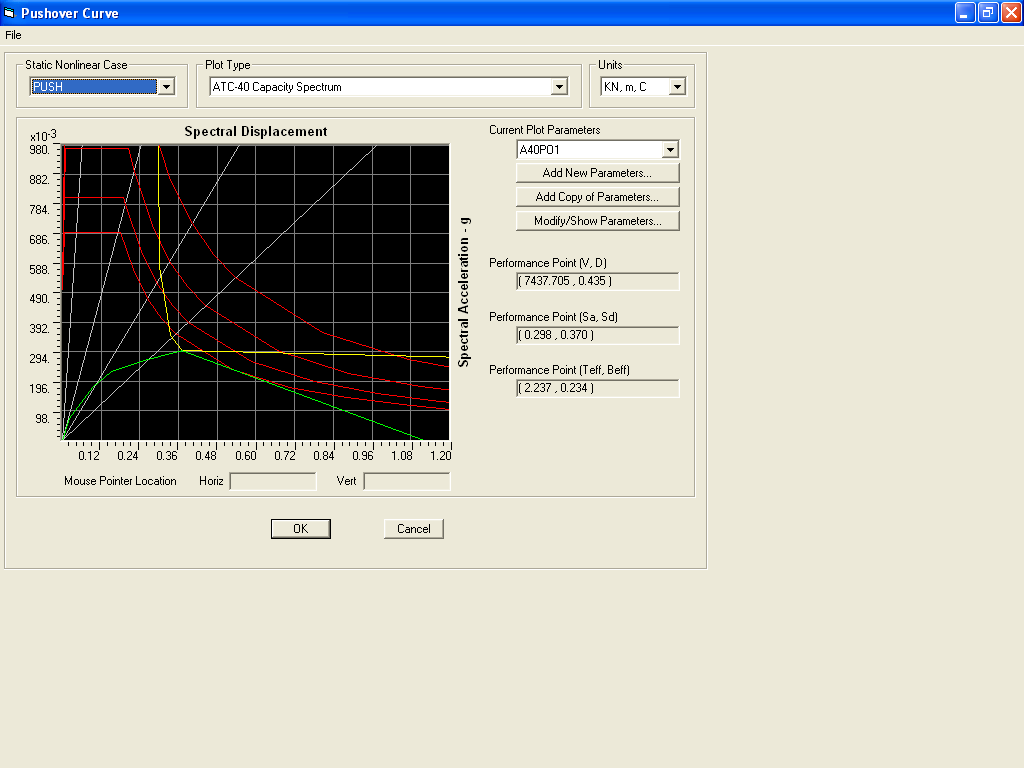 Pushover Curve
File
Static Nonlinear Case
PUSH
Plot Type
ATC-40 Capacity Spectrum
Units
KN, m, C
x10-3
Spectral Displacement
980.
882.
784.
686.
588.
490.
392.
294.
196.
98.
0.12 0.24 0.36 0.48 0.60 0.72 0.84 0.96 1.08 1.20
Spectral Acceleration - g
Mouse Pointer Location Horiz Vert
Current Plot Parameters
A40PO1
Add New Parameters...
Add Copy of Parameters...
Modify/Show Parameters...
Performance Point (V, D)
( 7437.705 , 0.435 )
Performance Point (Sa, Sd)
( 0.298 , 0.370 )
Performance Point (Teff, Beff)
( 2.237 , 0.234 )
OK
Cancel